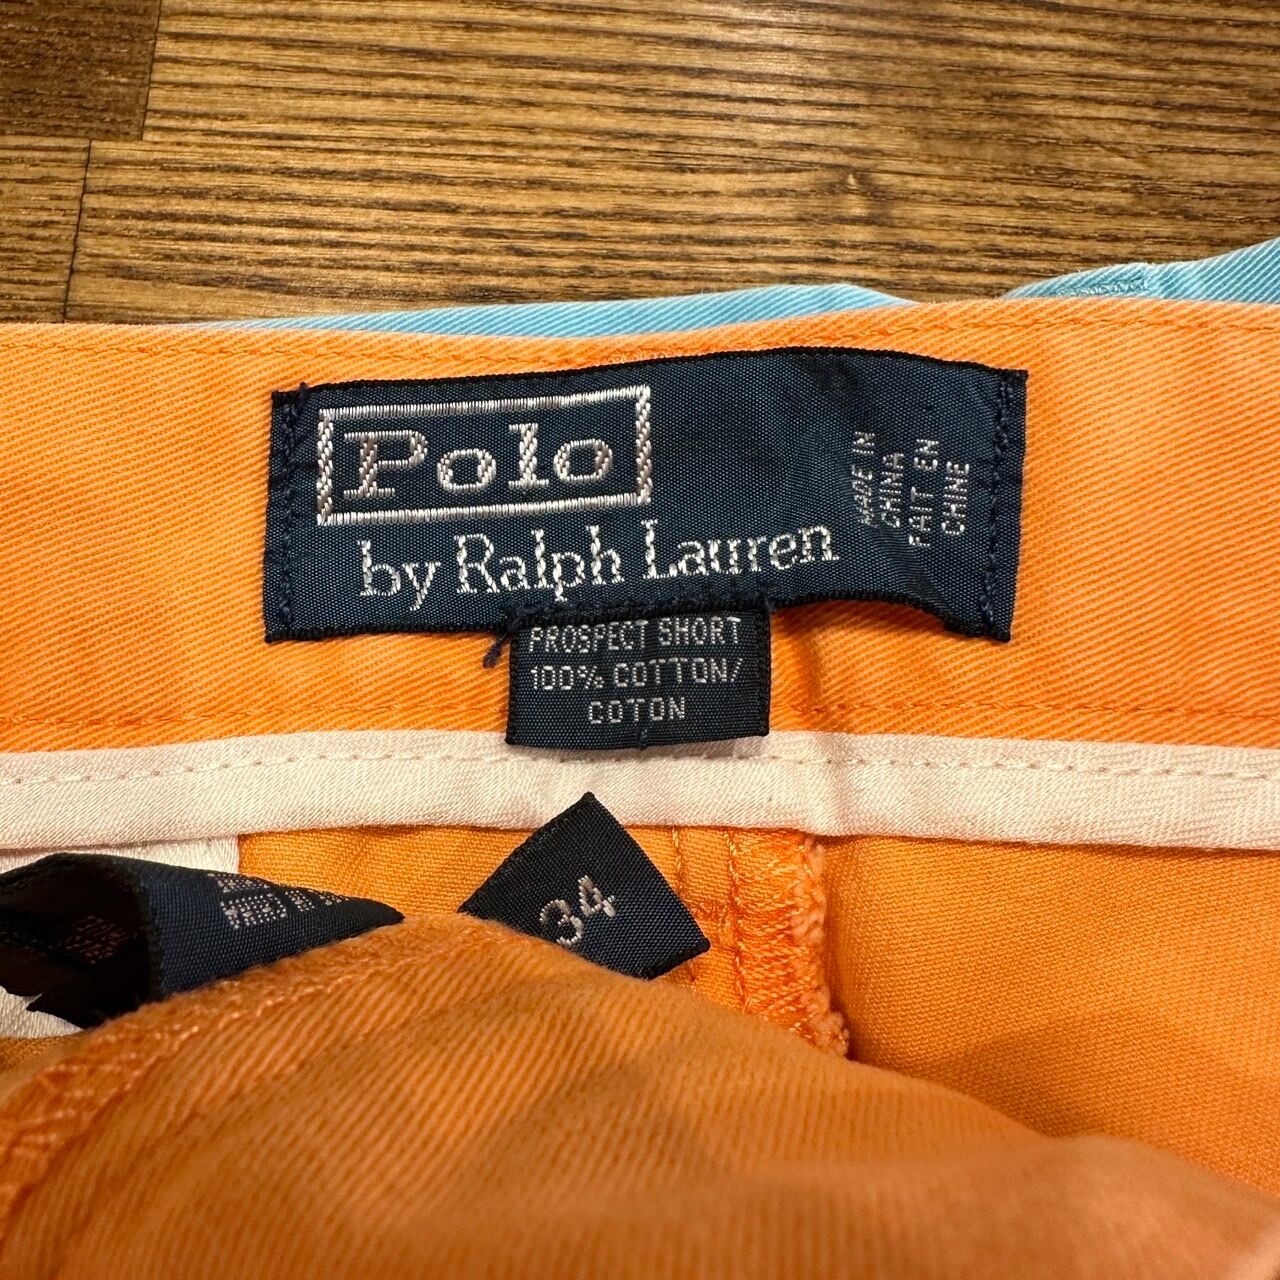 Polo
by Ralph Lauren
MADE IN
CHINA
FAIT EN
CHINE
PROSPECT SHORT
100% COTTON/
COTON
34